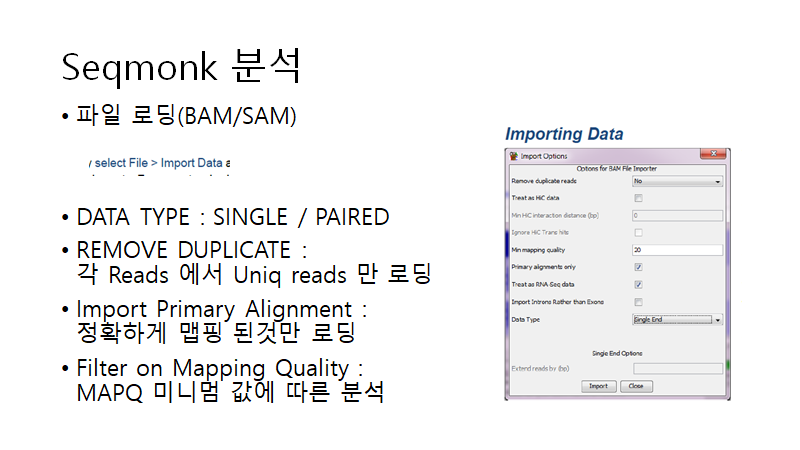 Seqmonk 분석
• 파일 로딩(BAM/SAM)
select File > Import Data
• DATA TYPE : SINGLE / PAIRED
• REMOVE DUPLICATE :
각 Reads 에서 Uniq reads 만 로딩
• Import Primary Alignment :
정확하게 맵핑 된것만 로딩
• Filter on Mapping Quality :
MAPQ 미니멈 값에 따른 분석
Importing Data
Import Options
Options for BAM File Importer
Remove duplicate reads No
Treat as HiC data
Min HiC interaction distance (bp) 0
Ignore HiC Trans hits
Min mapping quality 20
Primary alignments only
Treat as RNA-Seq data
Import Introns Rather than Exons
Data Type Single End
Single End Options
Extend reads by (bp)
Import Close